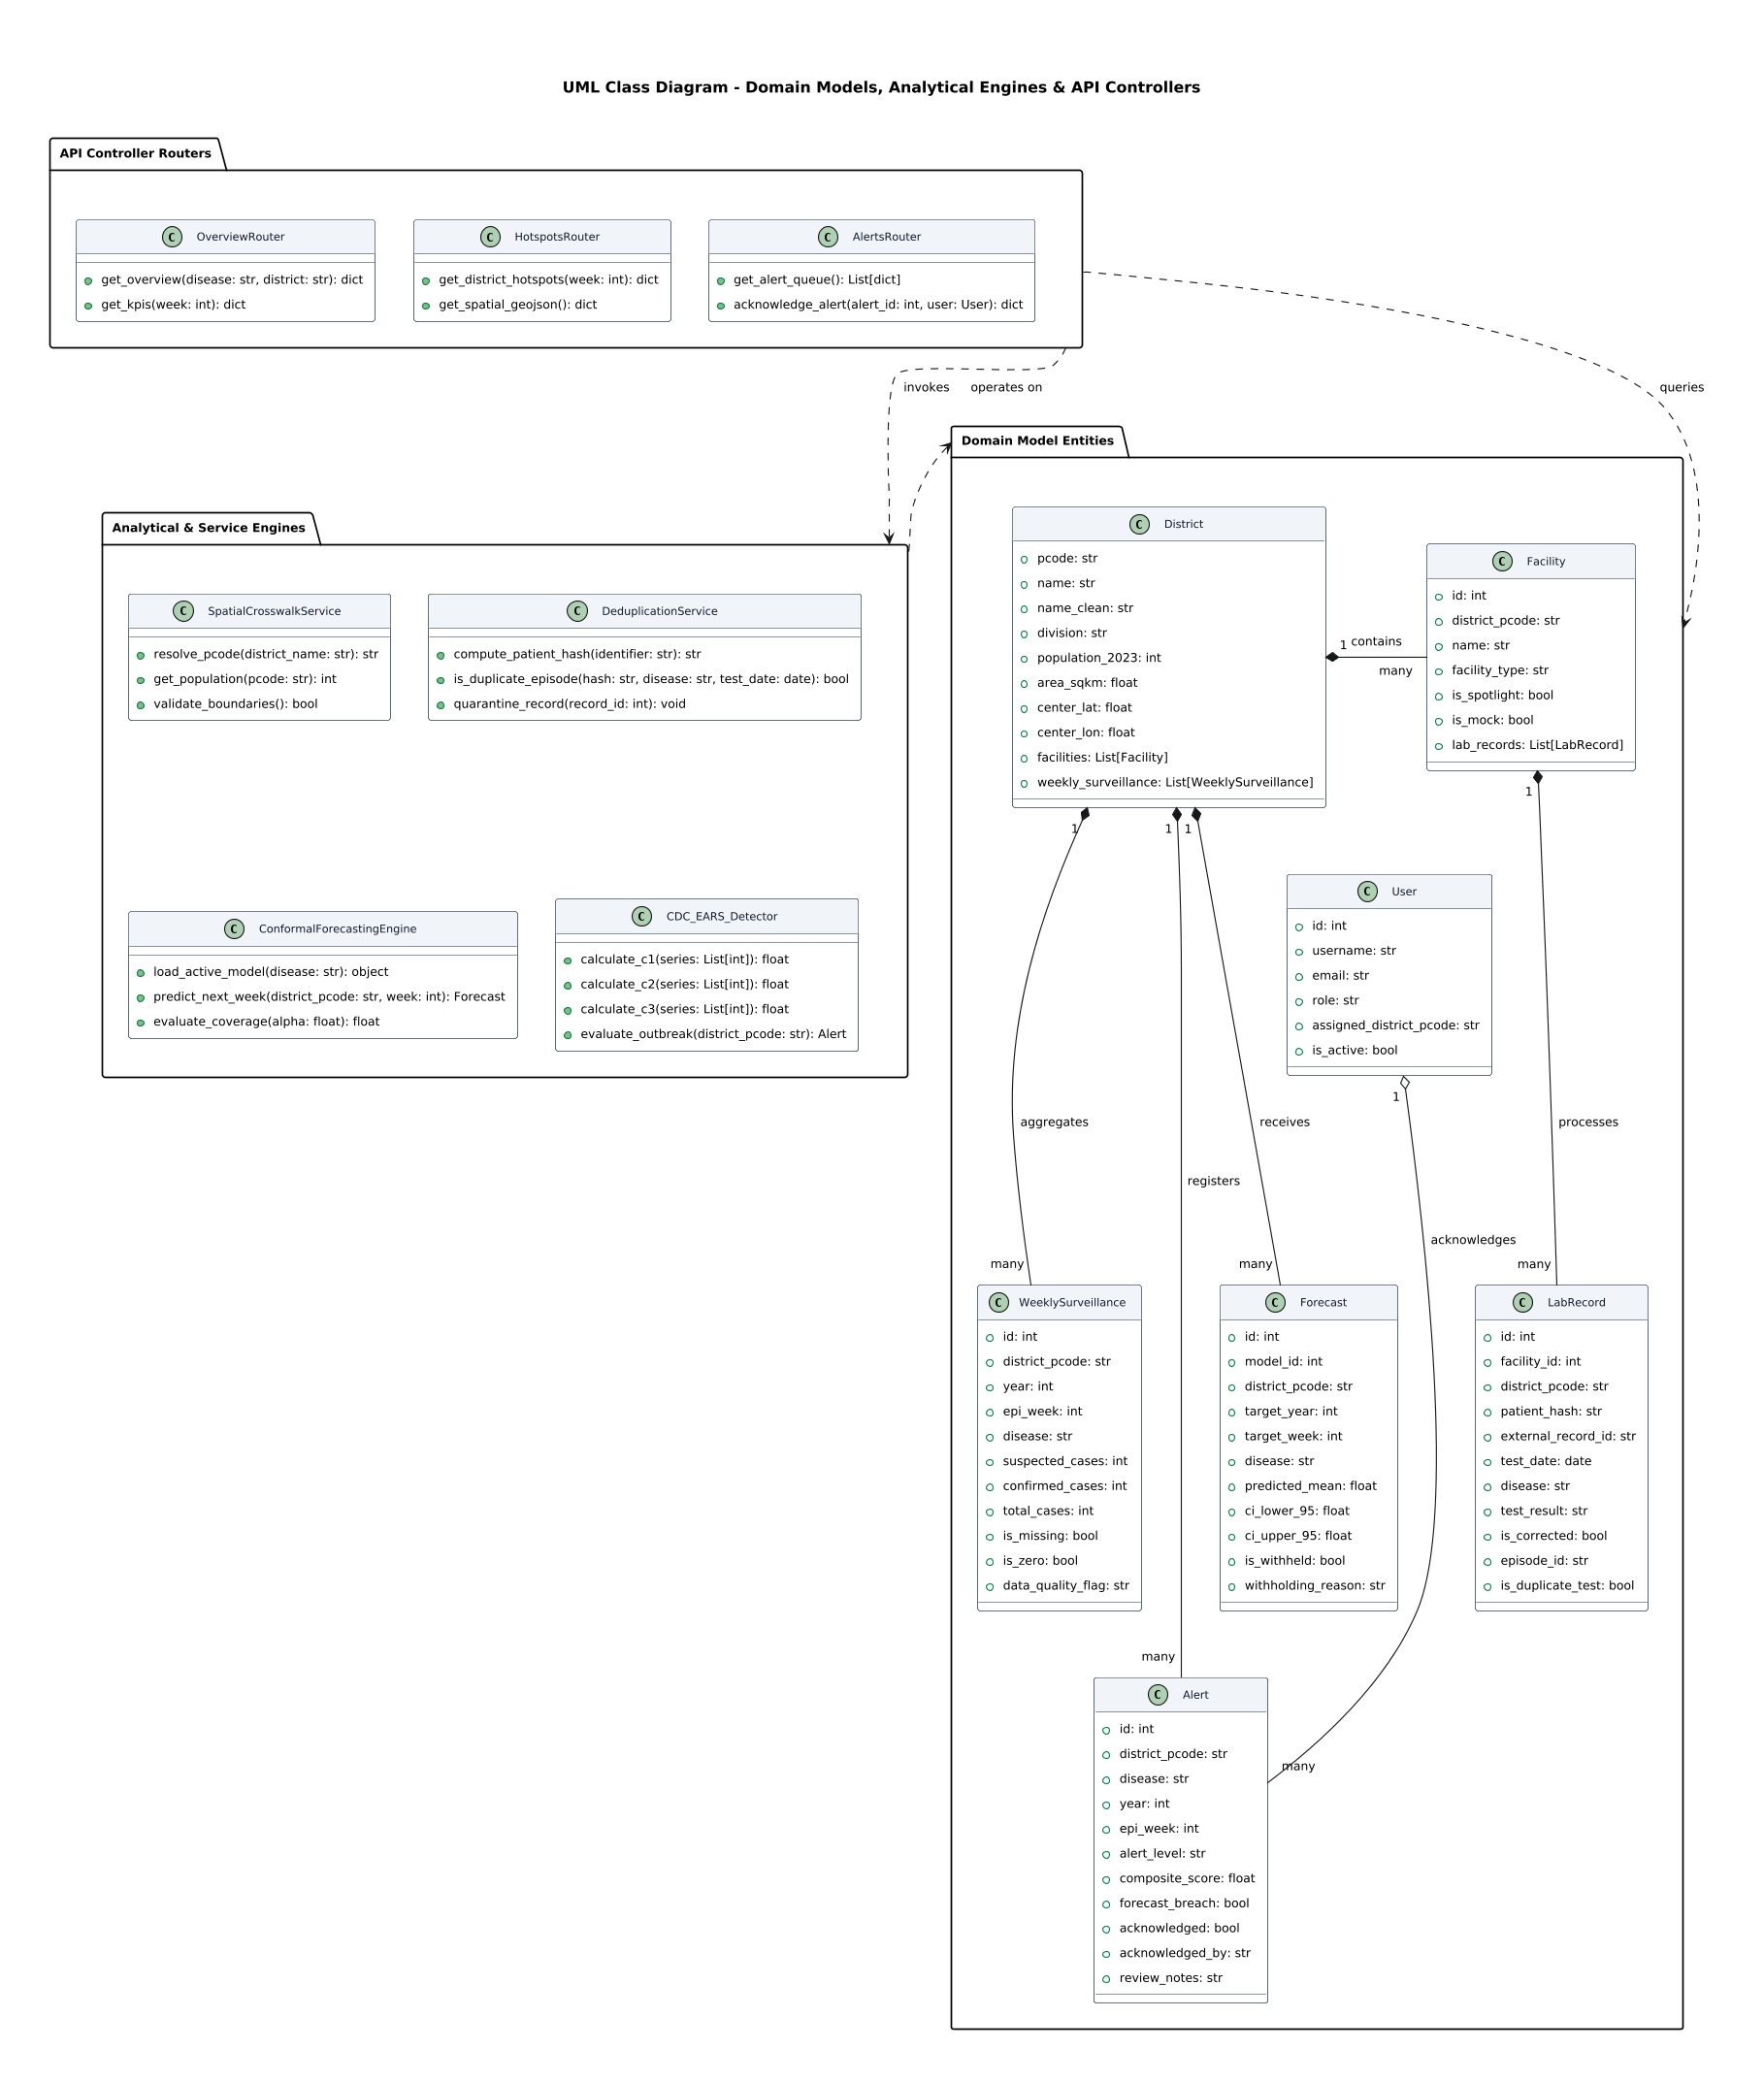 UML Class Diagram - Domain Models, Analytical Engines & API Controllers
API Controller Routers
C OverviewRouter
get_overview(disease: str, district: str): dict
get_kpis(week: int): dict
C HotspotsRouter
get_district_hotspots(week: int): dict
get_spatial_geojson(): dict
C AlertsRouter
get_alert_queue(): List[dict]
acknowledge_alert(alert_id: int, user: User): dict
invokes
operates on
queries
Analytical & Service Engines
C SpatialCrosswalkService
resolve_pcode(district_name: str): str
get_population(pcode: str): int
validate_boundaries(): bool
C DeduplicationService
compute_patient_hash(identifier: str): str
is_duplicate_episode(hash: str, disease: str, test_date: date): bool
quarantine_record(record_id: int): void
C ConformalForecastingEngine
load_active_model(disease: str): object
predict_next_week(district_pcode: str, week: int): Forecast
evaluate_coverage(alpha: float): float
C CDC_EARS_Detector
calculate_c1(series: List[int]): float
calculate_c2(series: List[int]): float
calculate_c3(series: List[int]): float
evaluate_outbreak(district_pcode: str): Alert
Domain Model Entities
C District
pcode: str
name: str
name_clean: str
division: str
population_2023: int
area_sqkm: float
center_lat: float
center_lon: float
facilities: List[Facility]
weekly_surveillance: List[WeeklySurveillance]
1 contains
many
C Facility
id: int
district_pcode: str
name: str
facility_type: str
is_spotlight: bool
is_mock: bool
lab_records: List[LabRecord]
1
1
1
1
C User
id: int
username: str
email: str
role: str
assigned_district_pcode: str
is_active: bool
1
aggregates
receives
processes
registers
acknowledges
many
many
many
C WeeklySurveillance
id: int
district_pcode: str
year: int
epi_week: int
disease: str
suspected_cases: int
confirmed_cases: int
total_cases: int
is_missing: bool
is_zero: bool
data_quality_flag: str
C Forecast
id: int
model_id: int
district_pcode: str
target_year: int
target_week: int
disease: str
predicted_mean: float
ci_lower_95: float
ci_upper_95: float
is_withheld: bool
withholding_reason: str
C LabRecord
id: int
facility_id: int
district_pcode: str
patient_hash: str
external_record_id: str
test_date: date
disease: str
test_result: str
is_corrected: bool
episode_id: str
is_duplicate_test: bool
many
many
C Alert
id: int
district_pcode: str
disease: str
year: int
epi_week: int
alert_level: str
composite_score: float
forecast_breach: bool
acknowledged: bool
acknowledged_by: str
review_notes: str